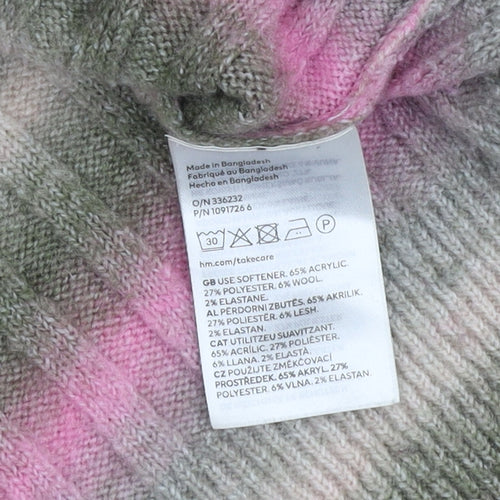 Made in Bangladesh
Fabriqué au Bangladesh
Hecho en Bangladesh
O/N 336232
P/N 1091726 6
30 P
hm.com/takecare
GB USE SOFTENER. 65% ACRYLIC.
27% POLYESTER. 6% WOOL.
2% ELASTANE.
AL PËRDORNI ZBUTËS. 65% AKRILIK.
27% POLIESTËR. 6% LESH.
2% ELASTAN.
CAT UTILITZEU SUAVITZANT.
65% ACRÍLIC. 27% POLIÈSTER.
6% LLANA. 2% ELASTÀ.
CZ POUŽIJTE ZMĚKČOVACÍ
PROSTŘEDEK. 65% AKRYL. 27%
POLYESTER. 6% VLNA. 2% ELASTAN.